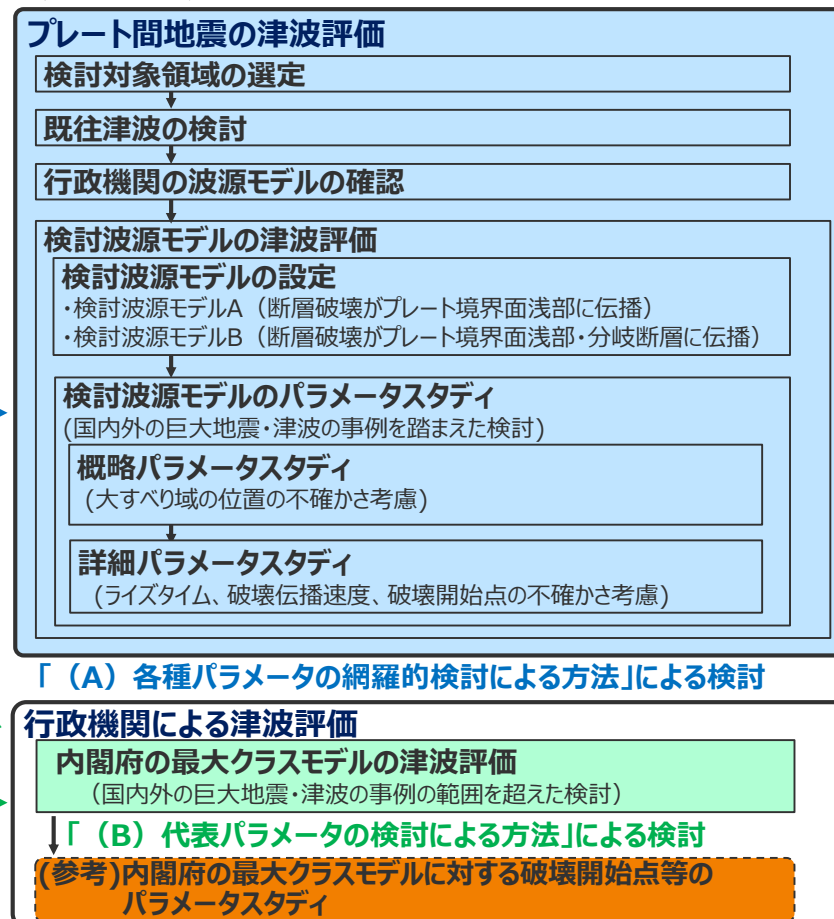 プレート間地震の津波評価
検討対象領域の選定
既往津波の検討
行政機関の波源モデルの確認
検討波源モデルの津波評価
検討波源モデルの設定
・検討波源モデルA（断層破壊がプレート境界面浅部に伝播）
・検討波源モデルB（断層破壊がプレート境界面浅部・分岐断層に伝播）
検討波源モデルのパラメータスタディ
(国内外の巨大地震・津波の事例を踏まえた検討)
概略パラメータスタディ
(大すべり域の位置の不確かさ考慮)
詳細パラメータスタディ
(ライズタイム、破壊伝播速度、破壊開始点の不確かさ考慮)
「（A）各種パラメータの網羅的検討による方法」による検討
行政機関による津波評価
内閣府の最大クラスモデルの津波評価
（国内外の巨大地震・津波の事例の範囲を超えた検討）
「（B）代表パラメータの検討による方法」による検討
(参考)内閣府の最大クラスモデルに対する破壊開始点等の
パラメータスタディ